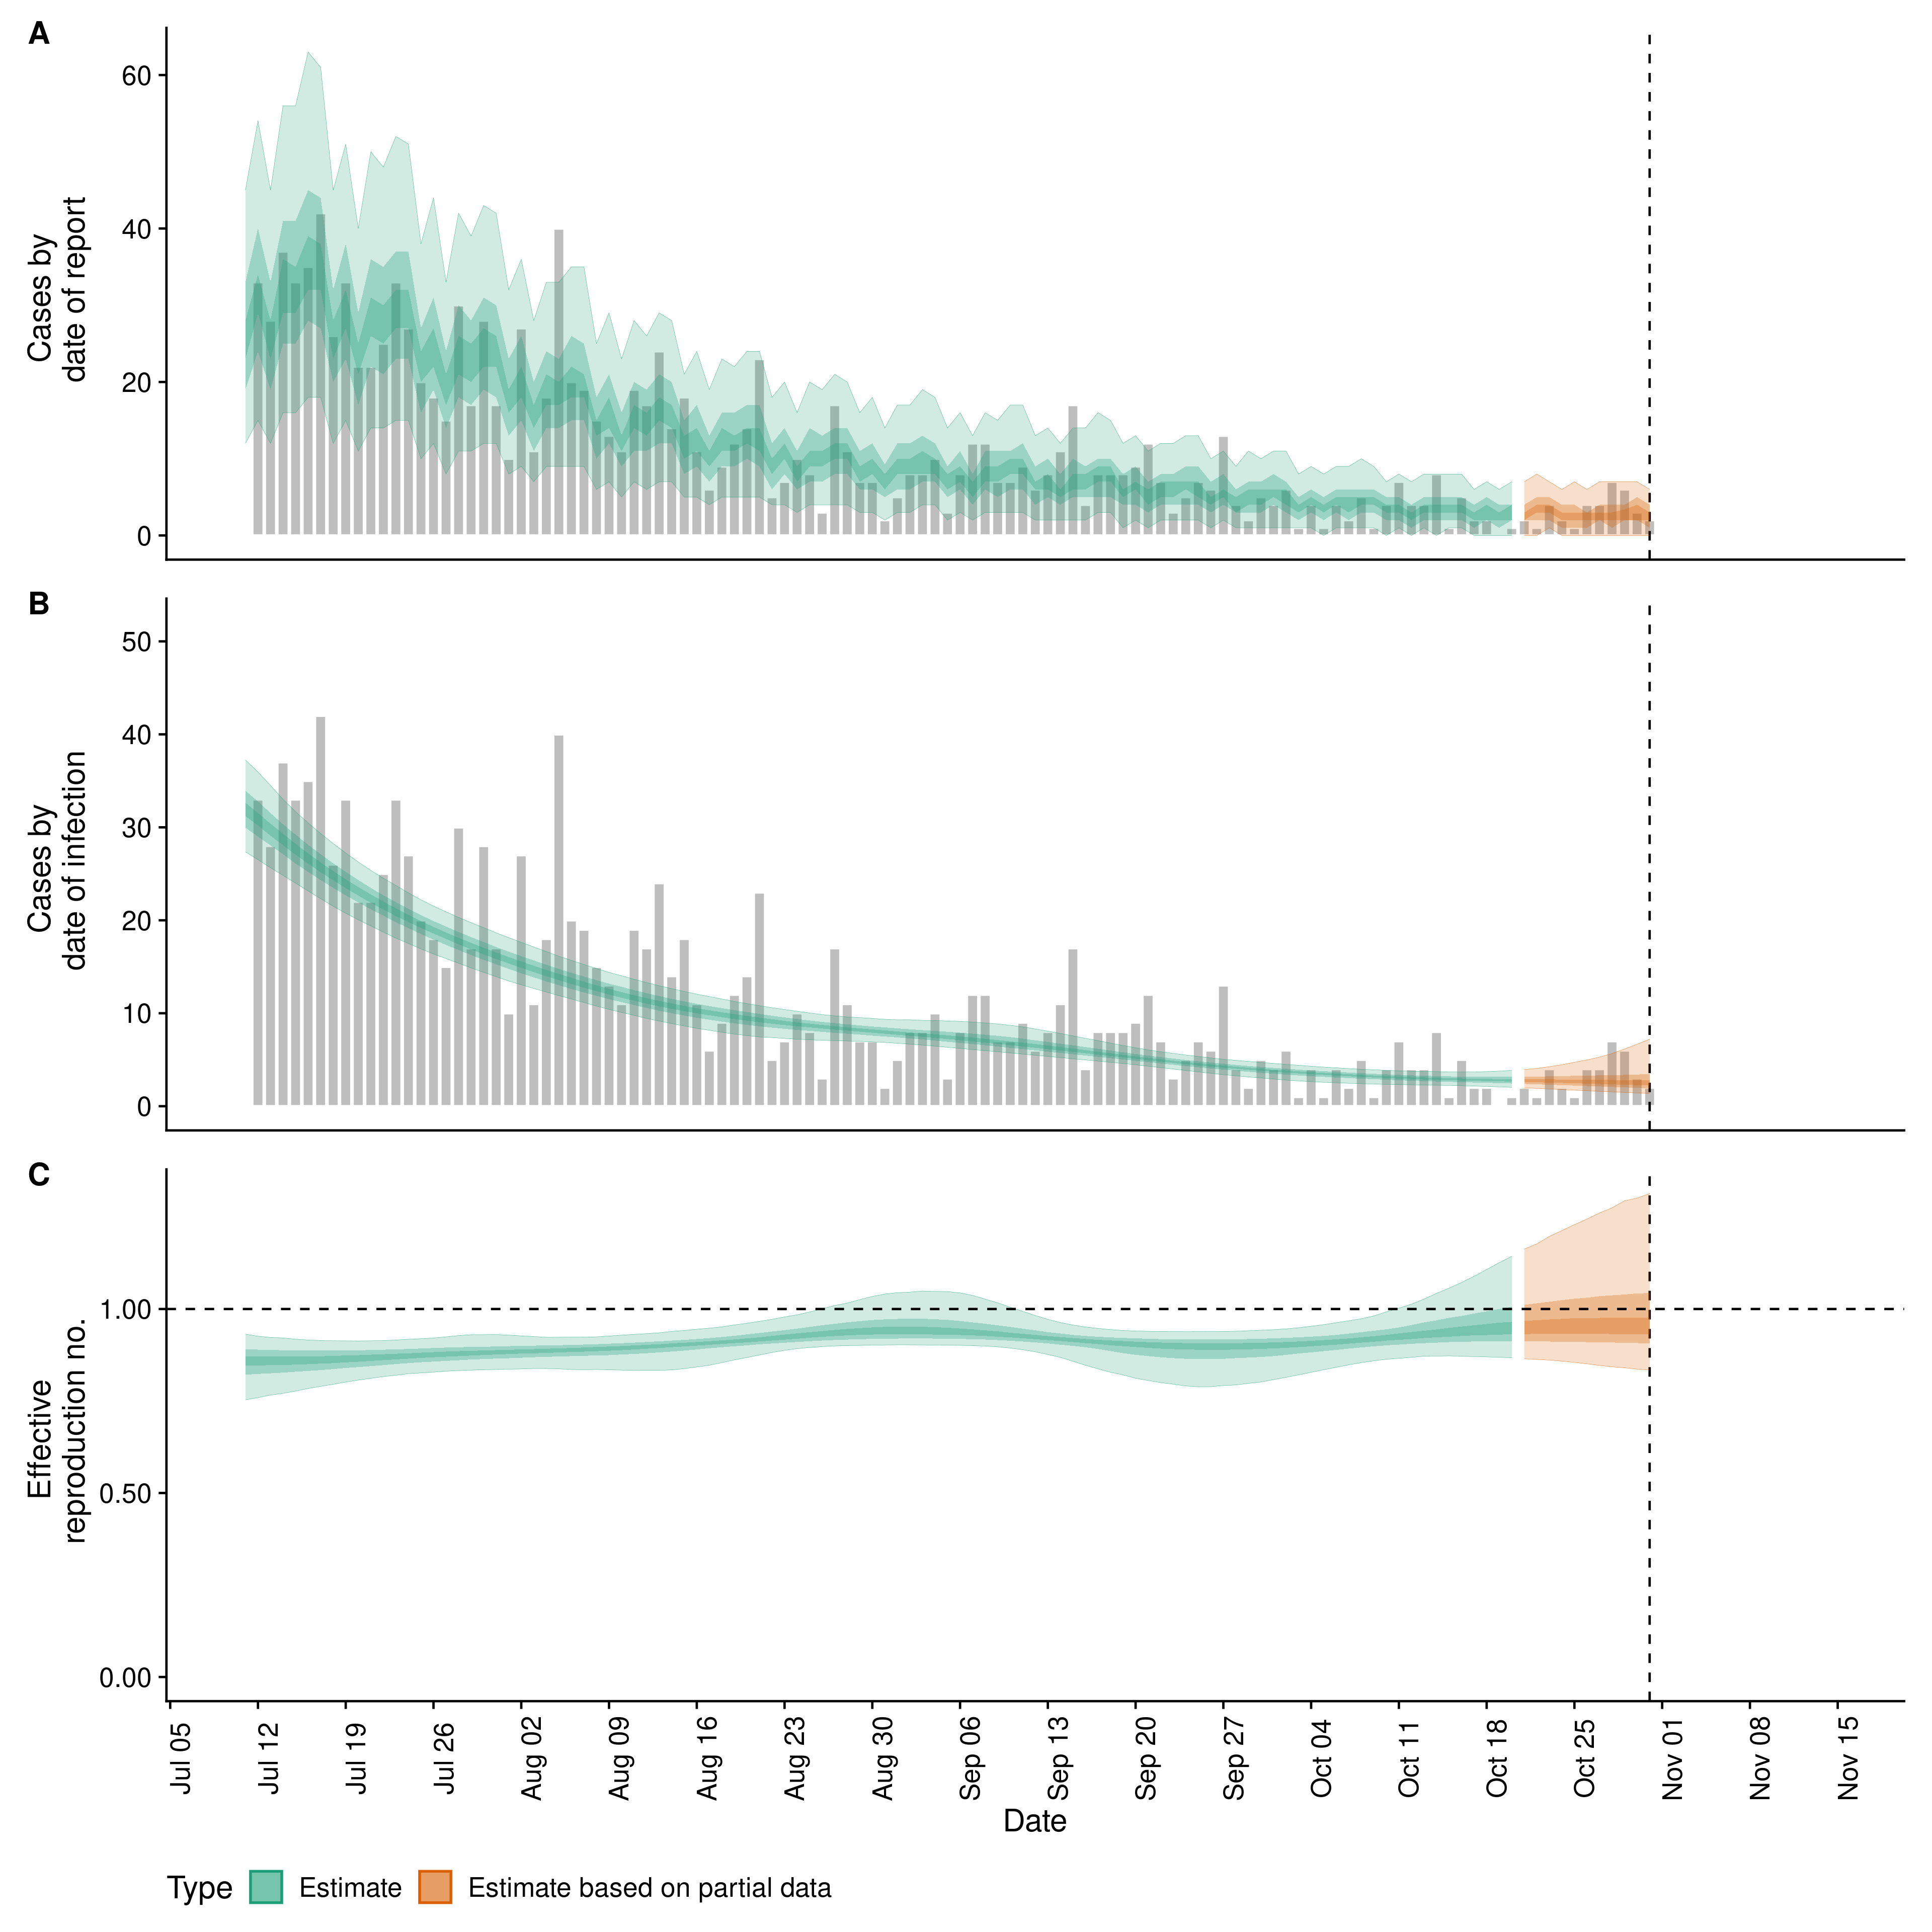 A
Cases by
date of report
60
40
20
0
B
Cases by
date of infection
50
40
30
20
10
0
C
Effective
reproduction no.
1.00
0.50
0.00
Jul 05
Jul 12
Jul 19
Jul 26
Aug 02
Aug 09
Aug 16
Aug 23
Aug 30
Sep 06
Sep 13
Sep 20
Sep 27
Oct 04
Oct 11
Oct 18
Oct 25
Nov 01
Nov 08
Nov 15
Date
Type Estimate Estimate based on partial data